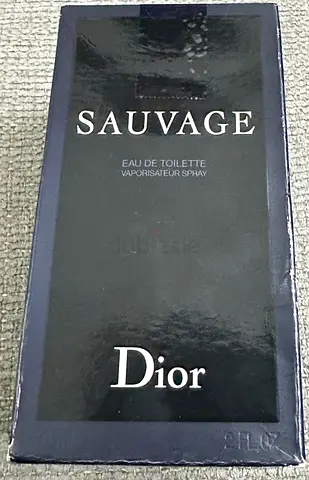 SAUVAGE
EAU DE TOILETTE
VAPORISATEUR SPRAY
Dior